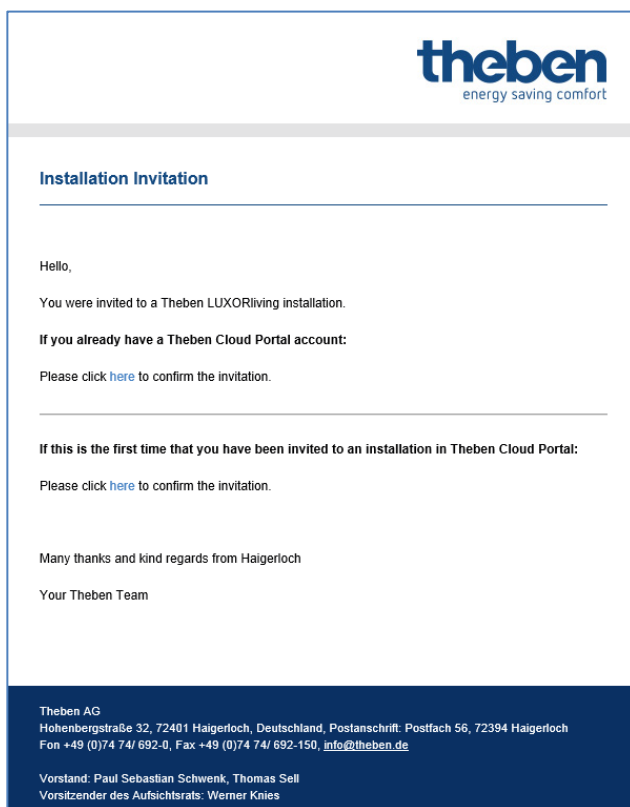 theben
energy saving comfort
Installation Invitation
Hello,
You were invited to a Theben LUXORliving installation.
If you already have a Theben Cloud Portal account:
Please click here to confirm the invitation.
If this is the first time that you have been invited to an installation in Theben Cloud Portal:
Please click here to confirm the invitation.
Many thanks and kind regards from Haigerloch
Your Theben Team
Theben AG
Hohenbergstraße 32, 72401 Haigerloch, Deutschland, Postanschrift: Postfach 56, 72394 Haigerloch
Fon +49 (0)74 74/ 692-0, Fax +49 (0)74 74/ 692-150, info@theben.de
Vorstand: Paul Sebastian Schwenk, Thomas Sell
Vorsitzender des Aufsichtsrats: Werner Knies